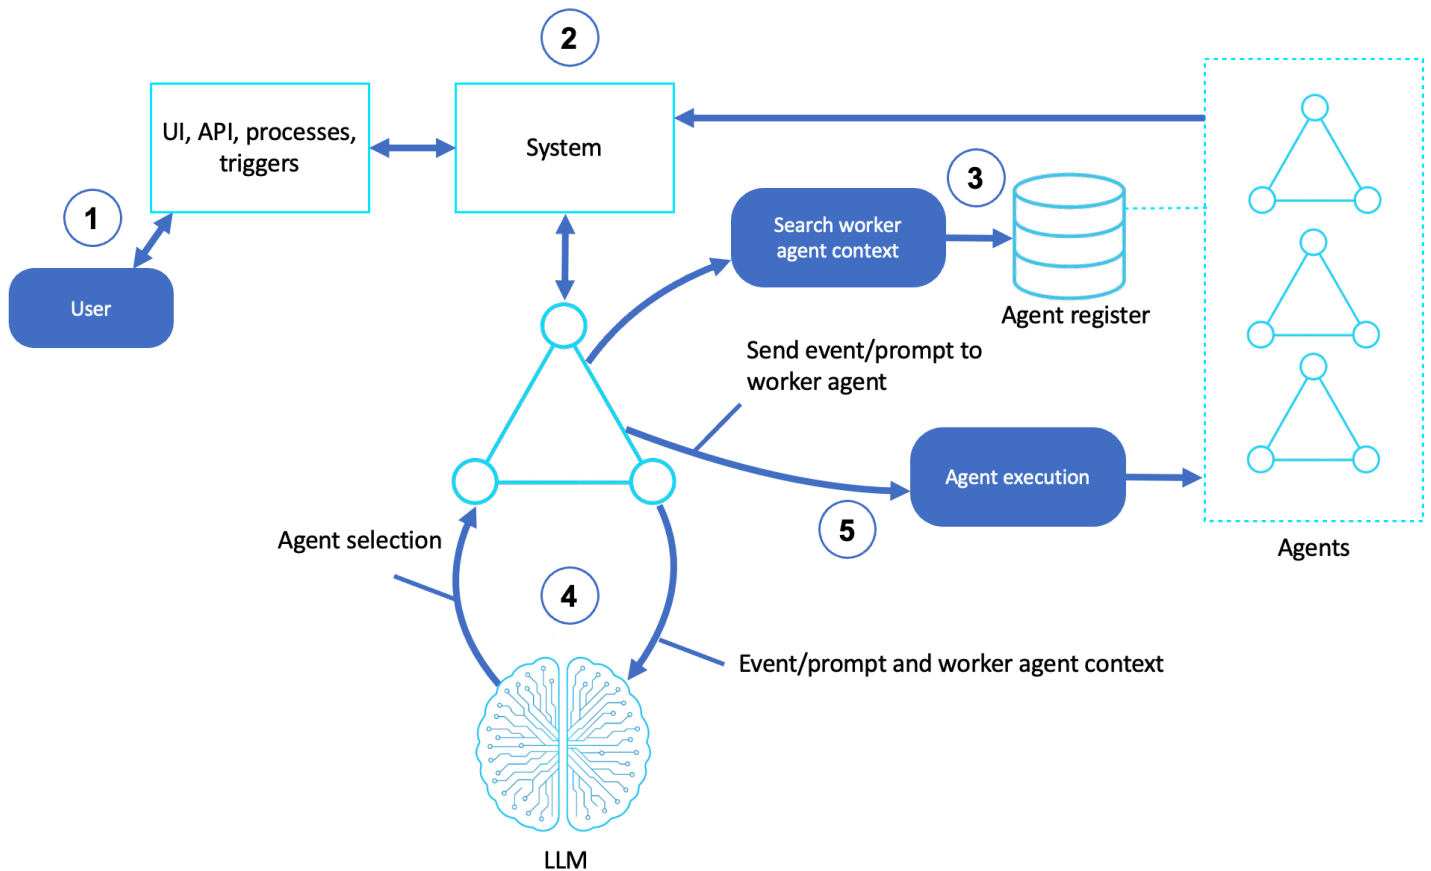 2
UI, API, processes,
triggers
System
1
User
3
Search worker
agent context
Agent register
Send event/prompt to
worker agent
Agent execution
5
Agents
Agent selection
4
Event/prompt and worker agent context
LLM